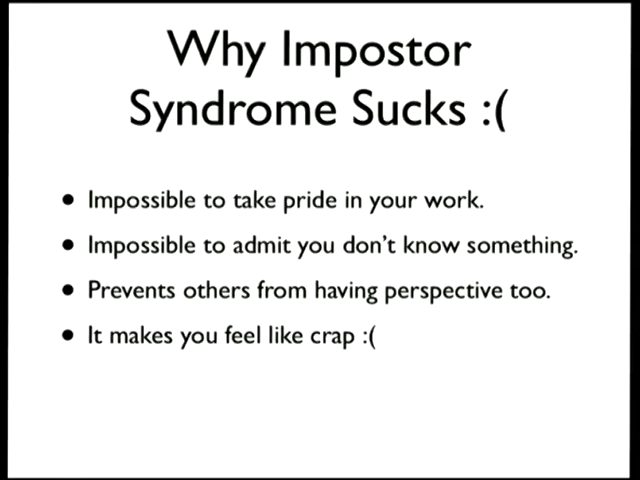 Why Impostor
Syndrome Sucks :(
• Impossible to take pride in your work.
• Impossible to admit you don’t know something.
• Prevents others from having perspective too.
• It makes you feel like crap :(